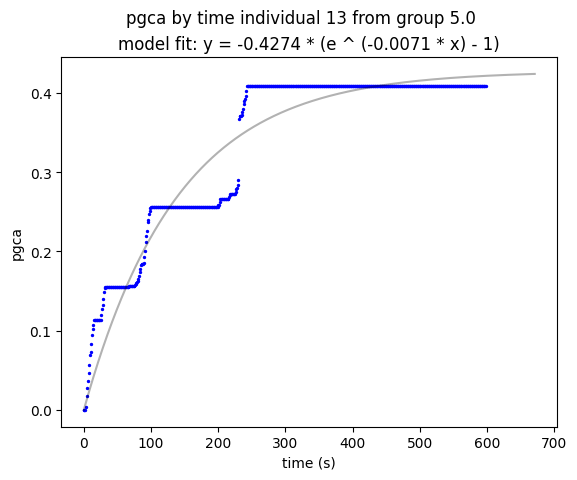 pgca by time individual 13 from group 5.0
model fit: y = -0.4274 * (e ^ (-0.0071 * x) - 1)
pgca
0.4
0.3
0.2
0.1
0.0
0 100 200 300 400 500 600 700
time (s)